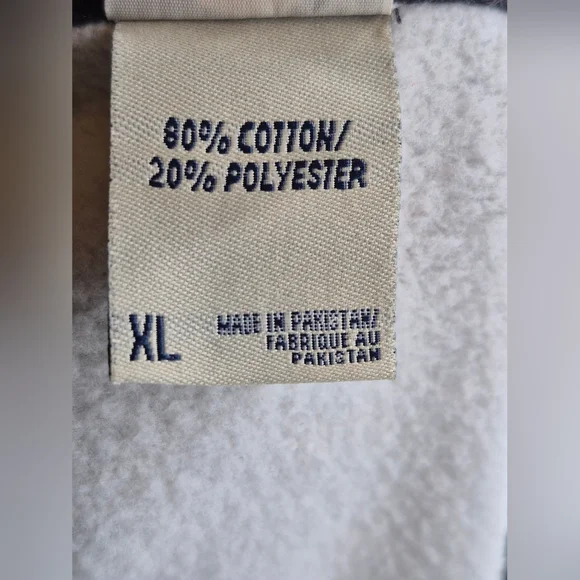 80% COTTON/
20% POLYESTER
XL
MADE IN PAKISTAN/
FABRIQUE AU
PAKISTAN